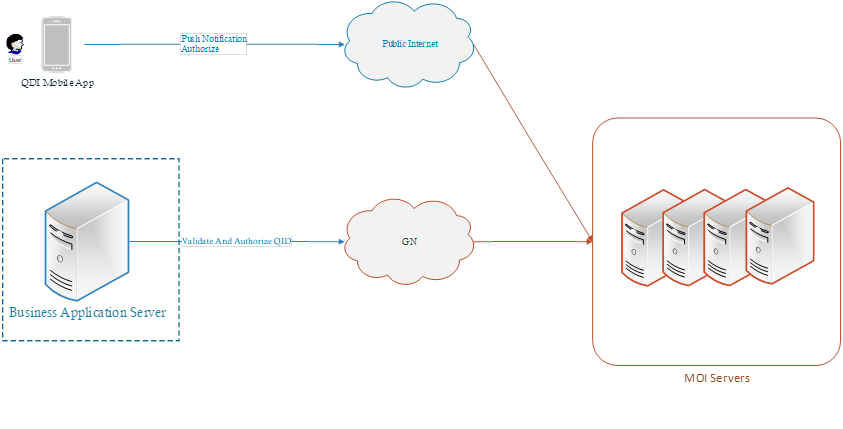 Push Notification
Authorize
Public Internet
User
QDI Mobile App
Validate And Authorize QID
GN
Business Application Server
MOI Servers